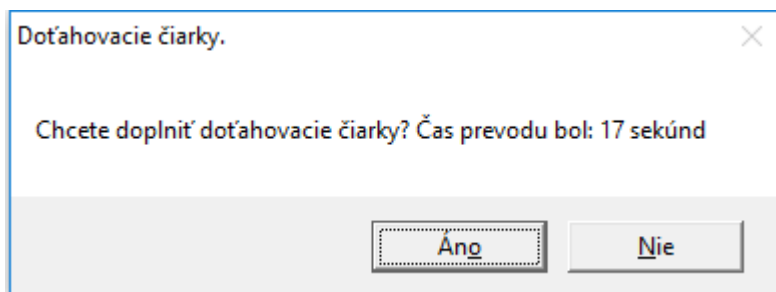 Doťahovacie čiarky.
Chcete doplniť doťahovacie čiarky? Čas prevodu bol: 17 sekúnd
Áno
Nie